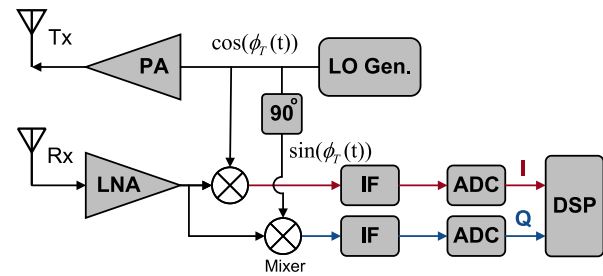 Tx
PA
cos(ϕ_T(t))
LO Gen.
90°
Rx
LNA
sin(ϕ_T(t))
IF
ADC
I
DSP
IF
ADC
Q
Mixer